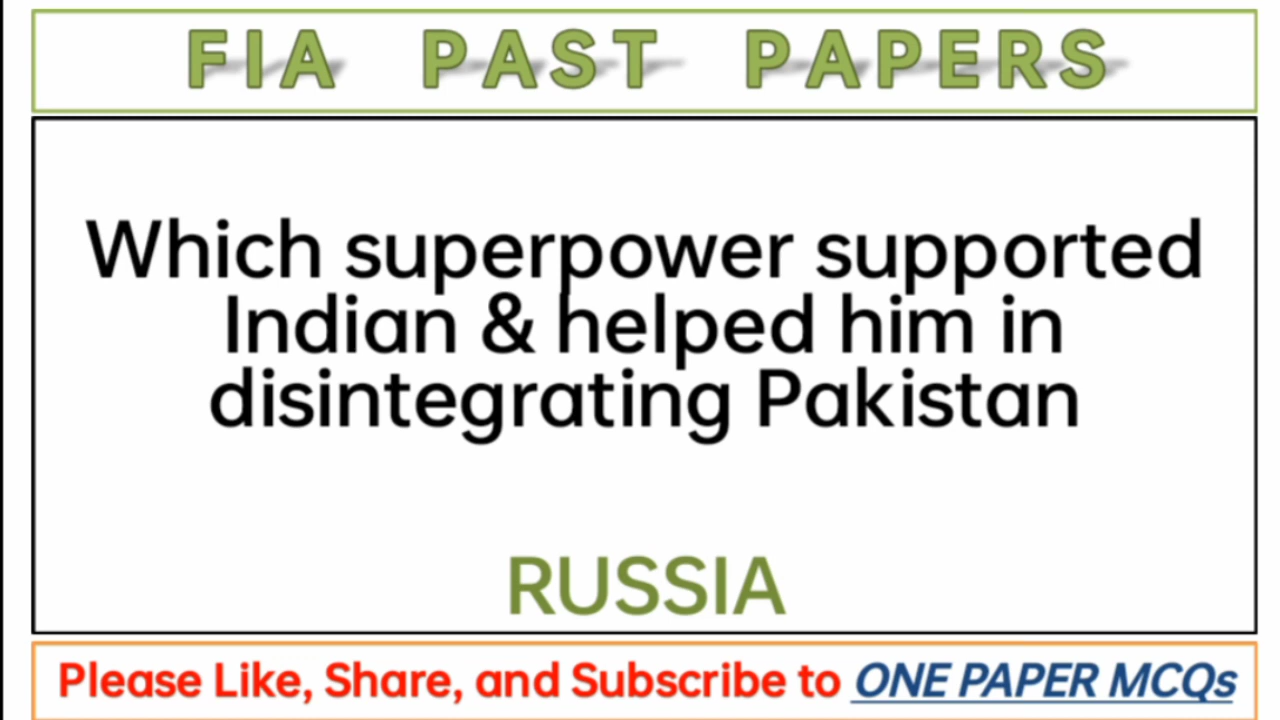 FIA PAST PAPERS
Which superpower supported
Indian & helped him in
disintegrating Pakistan
RUSSIA
Please Like, Share, and Subscribe to ONE PAPER MCQs